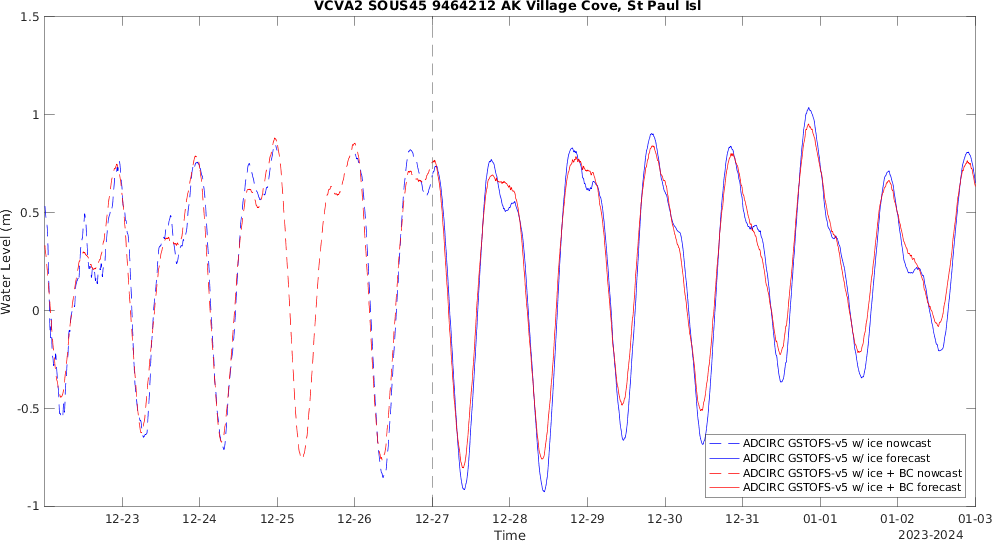 VCVA2 SOUS45 9464212 AK Village Cove, St Paul Isl
1.5
1
0.5
0
-0.5
-1
Water Level (m)
ADCIRC GSTOFS-v5 w/ ice nowcast
ADCIRC GSTOFS-v5 w/ ice forecast
ADCIRC GSTOFS-v5 w/ ice + BC nowcast
ADCIRC GSTOFS-v5 w/ ice + BC forecast
12-23 12-24 12-25 12-26 12-27 12-28 12-29 12-30 12-31 01-01 01-02 01-03
Time
2023-2024